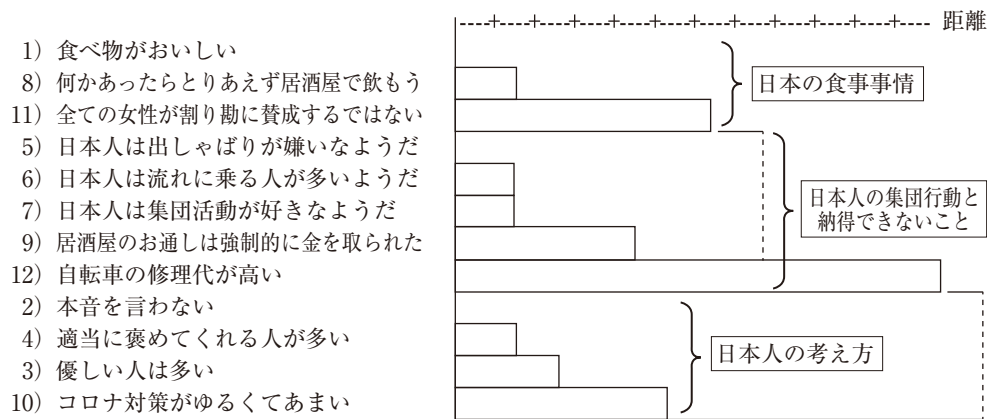 距離
1）食べ物がおいしい
8）何かあったらとりあえず居酒屋で飲もう
11）全ての女性が割り勘に賛成するではない
5）日本人は出しゃばりが嫌いなようだ
6）日本人は流れに乗る人が多いようだ
7）日本人は集団活動が好きなようだ
9）居酒屋のお通しは強制的に金を取られた
12）自転車の修理代が高い
2）本音を言わない
4）適当に褒めてくれる人が多い
3）優しい人は多い
10）コロナ対策がゆるくてあまい
日本の食事事情
日本人の集団行動と
納得できないこと
日本人の考え方